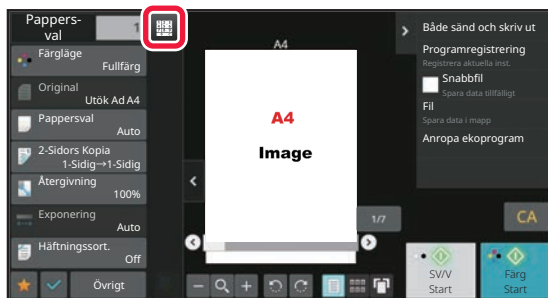 Pappers-
val
1
Färgläge
Fullfärg
Original
Utök Ad A4
Pappersval
Auto
2-Sidors Kopia
1-Sidig→1-Sidig
Återgivning
100%
Exponering
Auto
Häftningssort.
Off
Övrigt
A4
A4
Image
1/7
Både sänd och skriv ut
Programregistrering
Registrera aktuella inst.
Snabbfil
Spara data tillfälligt
Fil
Spara data i mapp
Anropa ekoprogram
CA
SV/V
Start
Färg
Start